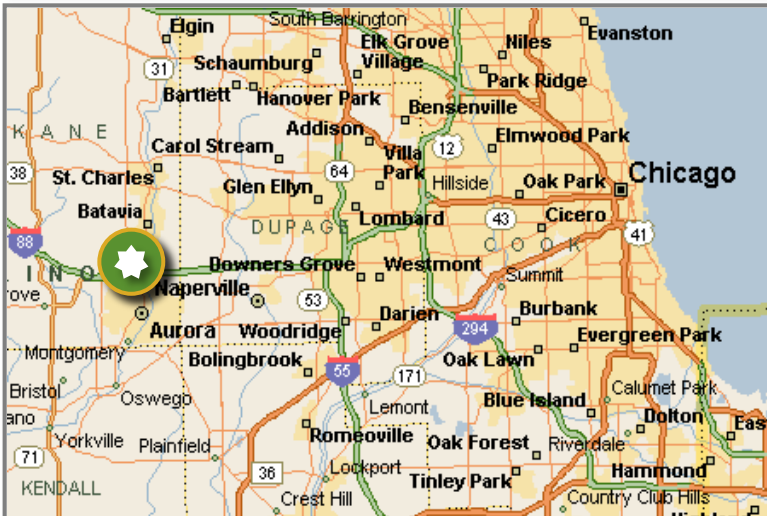 Elgin
South Barrington
Elk Grove
Village
Niles
Evanston
Schaumburg
31
Park Ridge
Bartlett
Hanover Park
Bensenville
KANE
Addison
Elmwood Park
Carol Stream
Villa
Park
12
38
St. Charles
64
Glen Ellyn
Hillside
Oak Park
Chicago
Batavia
Lombard
43
Cicero
DUPAGE
COOK
41
88
INO
Downers Grove
Westmont
Summit
rove
Naperville
53
Darien
Burbank
Aurora
Woodridge
294
Evergreen Park
Montgomery
Bolingbrook
55
Oak Lawn
171
Calumet Park
Bristol
Oswego
Lemont
Blue Island
Dolton
ano
East
Yorkville
Plainfield
Romeoville
Oak Forest
Riverdale
71
36
Lockport
Tinley Park
Hammond
KENDALL
Crest Hill
Country Club Hills